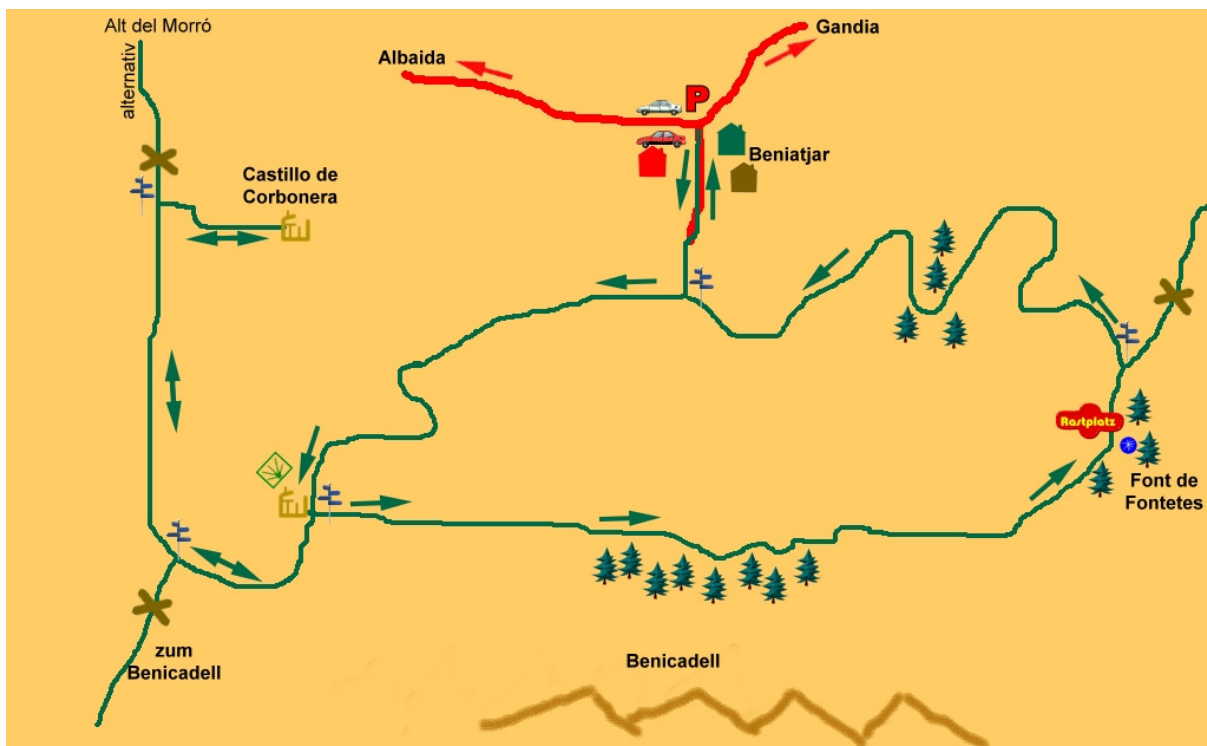 Alt del Morró
alternativ
Albaida
Gandia
P
Beniatjar
Castillo de
Corbonera
Rastplatz
Font de
Fontetes
zum
Benicadell
Benicadell